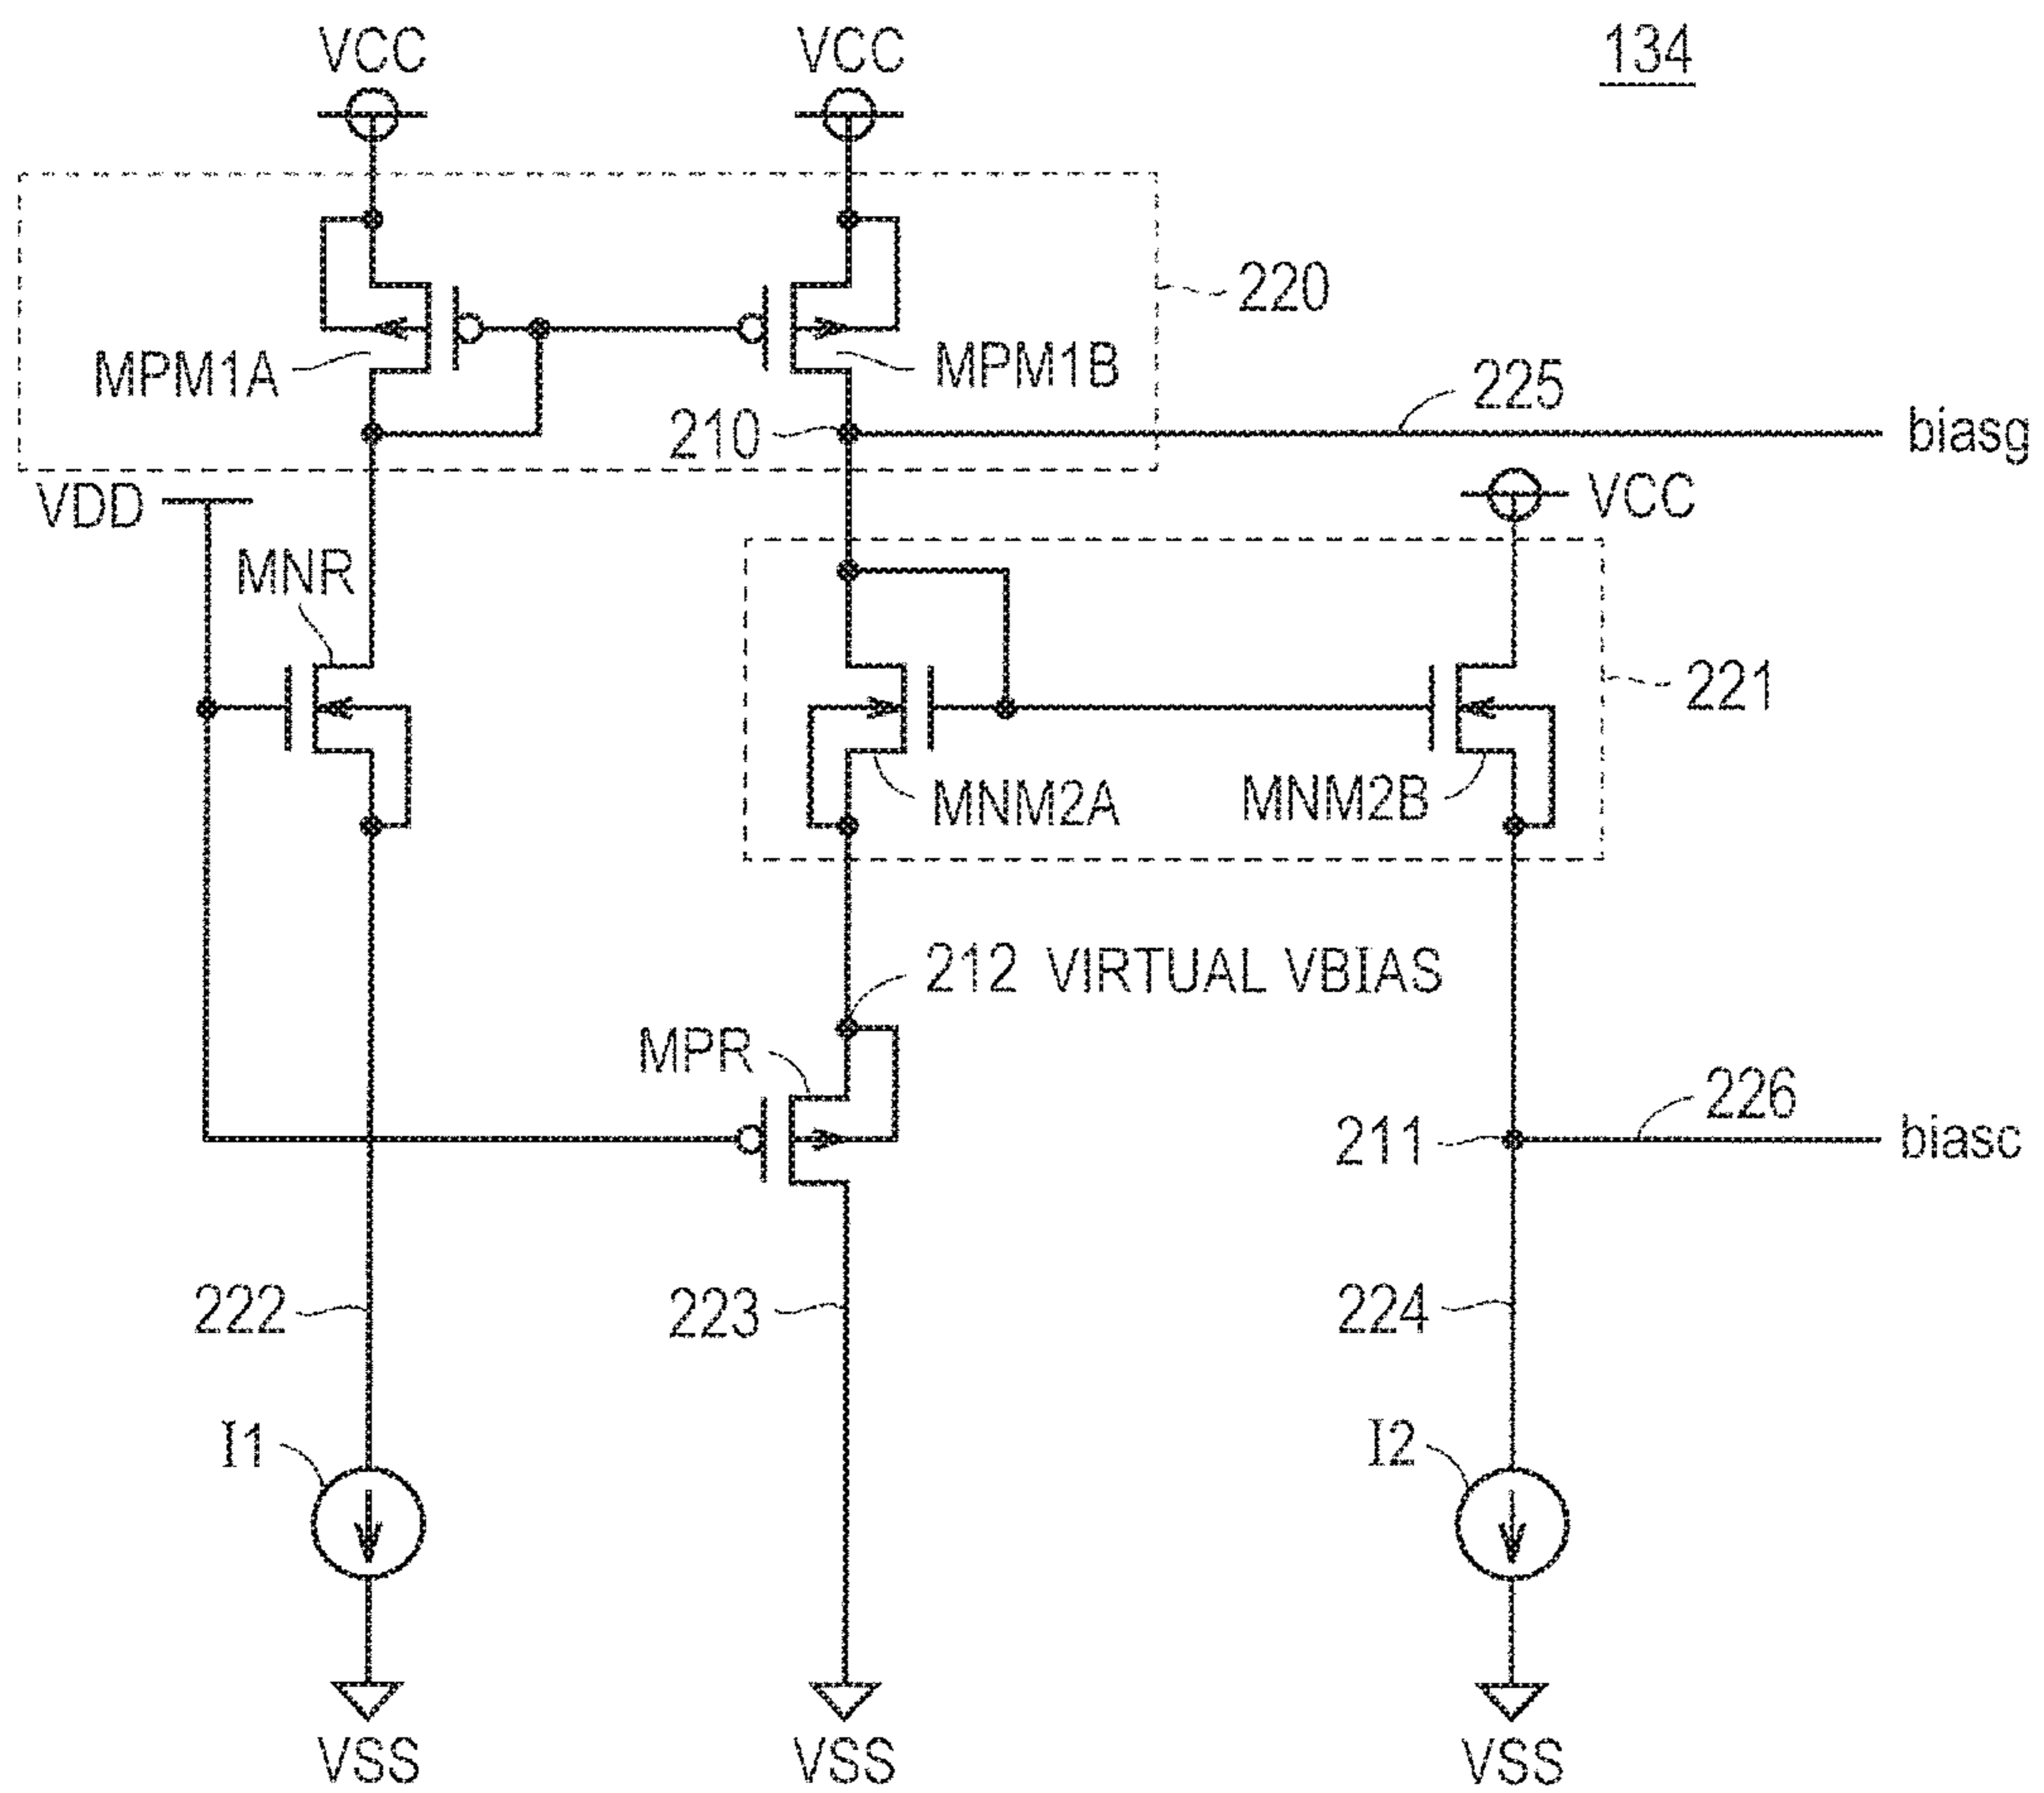 VCC
VCC
134
220
MPM1A
MPM1B
225
210
biasg
VDD
VCC
MNR
221
MNM2A
MNM2B
212 VIRTUAL VBIAS
MPR
226
211
biasc
222
223
224
I1
I2
VSS
VSS
VSS